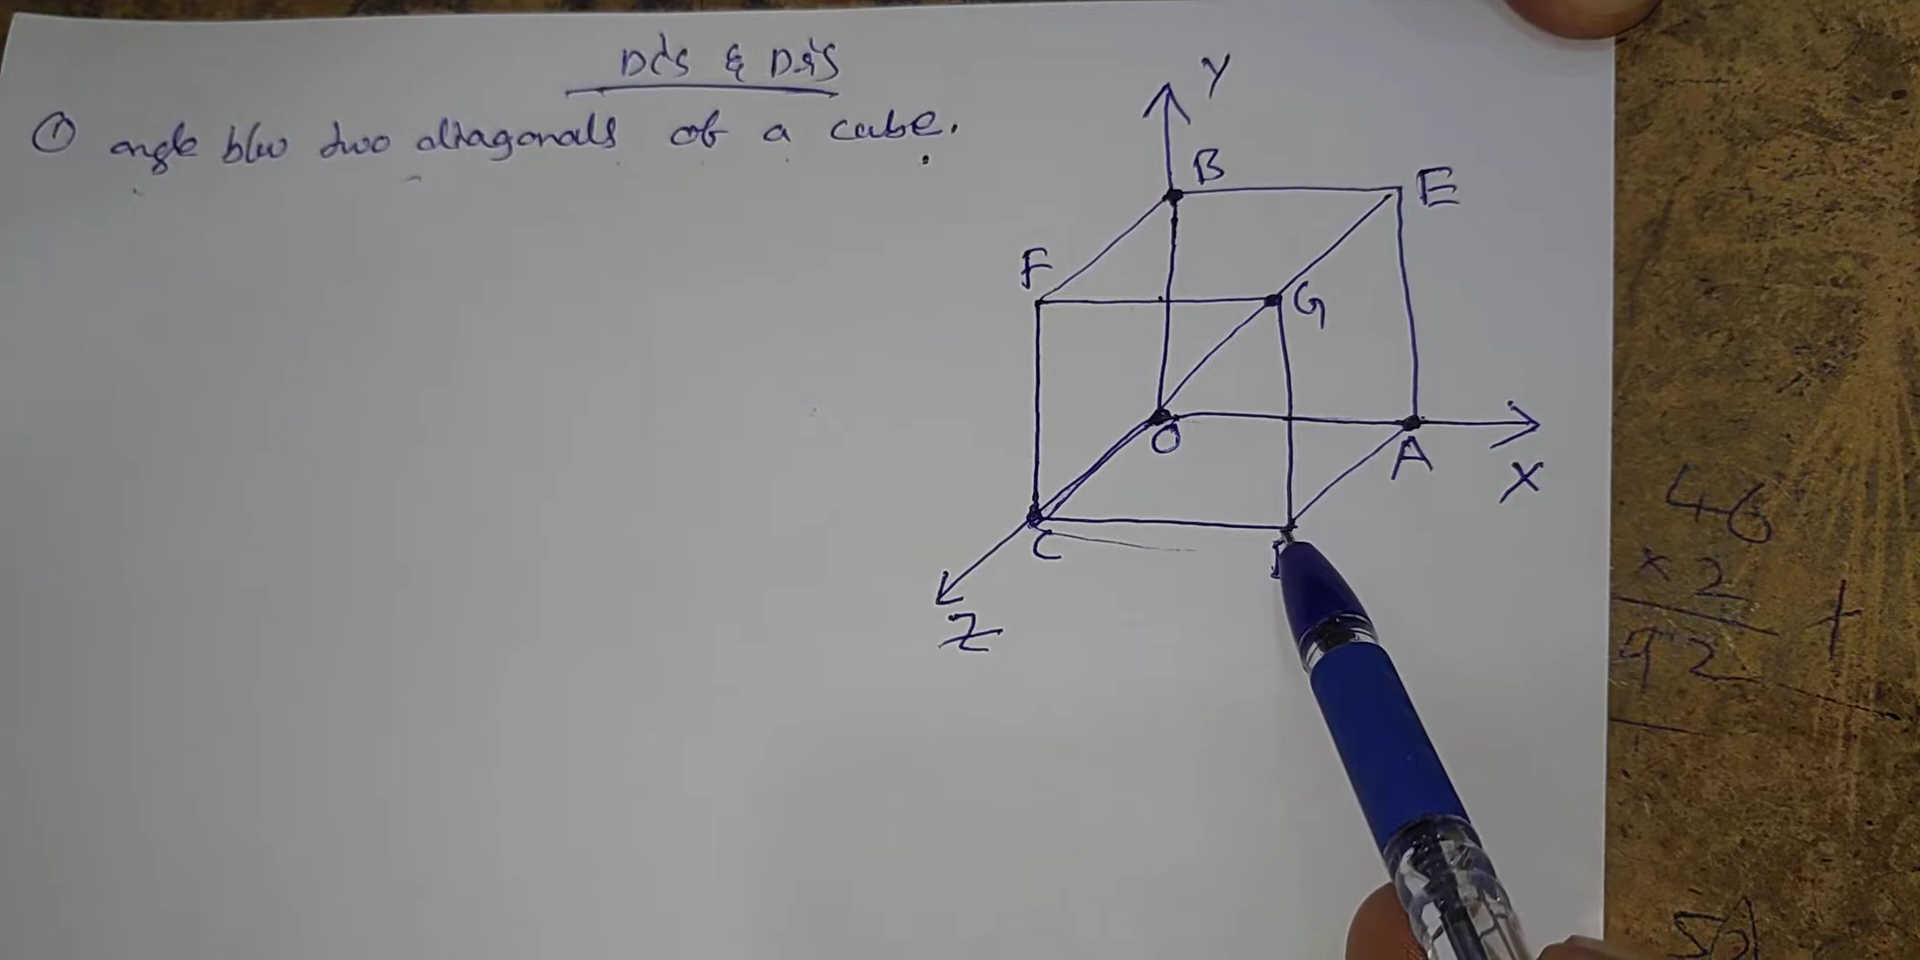 DC's & DR's
① angle b/w two diagonals of a cube.
Y
B
E
F
G
O
A
X
C
Z
46
× 2
92
+